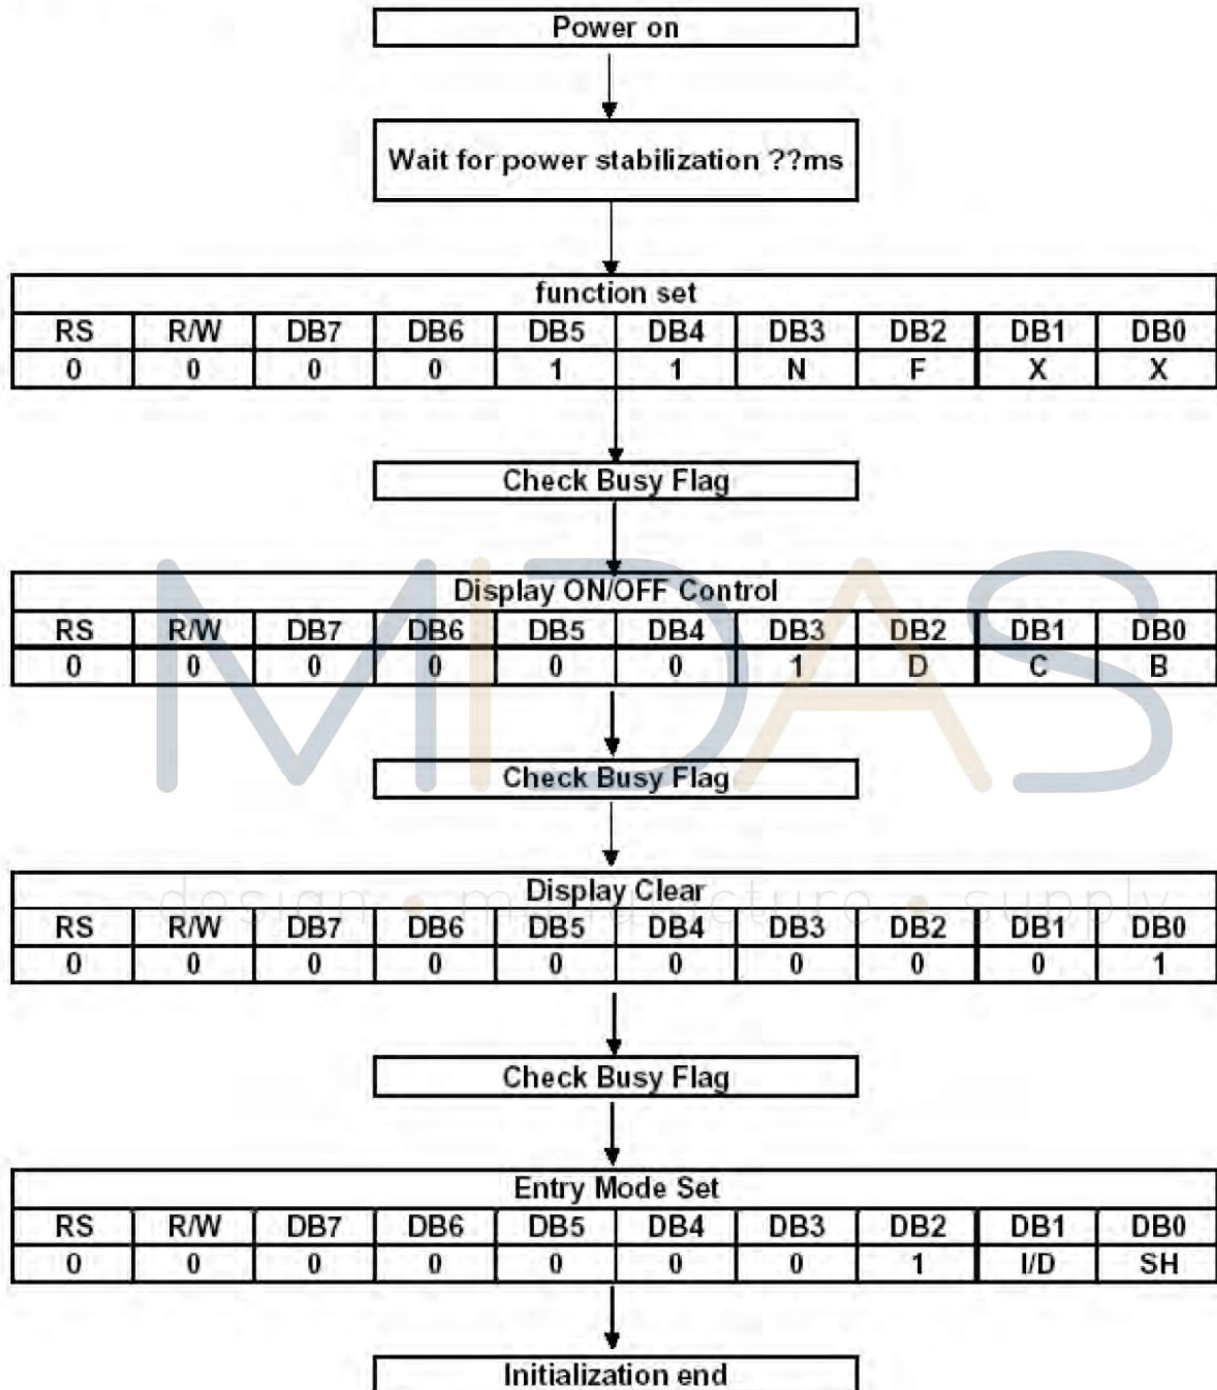 Power on
Wait for power stabilization ??ms
function set
RS R/W DB7 DB6 DB5 DB4 DB3 DB2 DB1 DB0
0 0 0 0 1 1 N F X X
Check Busy Flag
Display ON/OFF Control
RS R/W DB7 DB6 DB5 DB4 DB3 DB2 DB1 DB0
0 0 0 0 0 0 1 D C B
MIDAS
Check Busy Flag
Display Clear
design • manufacture • supply
RS R/W DB7 DB6 DB5 DB4 DB3 DB2 DB1 DB0
0 0 0 0 0 0 0 0 0 1
Check Busy Flag
Entry Mode Set
RS R/W DB7 DB6 DB5 DB4 DB3 DB2 DB1 DB0
0 0 0 0 0 0 0 1 I/D SH
Initialization end